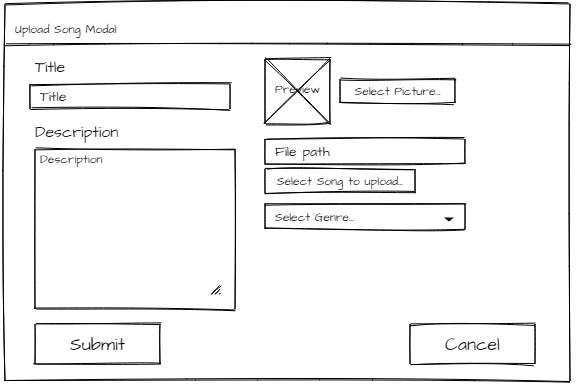 Upload Song Modal
Title
Title
Description
Description
Preview
Select Picture...
File path
Select Song to upload...
Select Genre...
Submit
Cancel